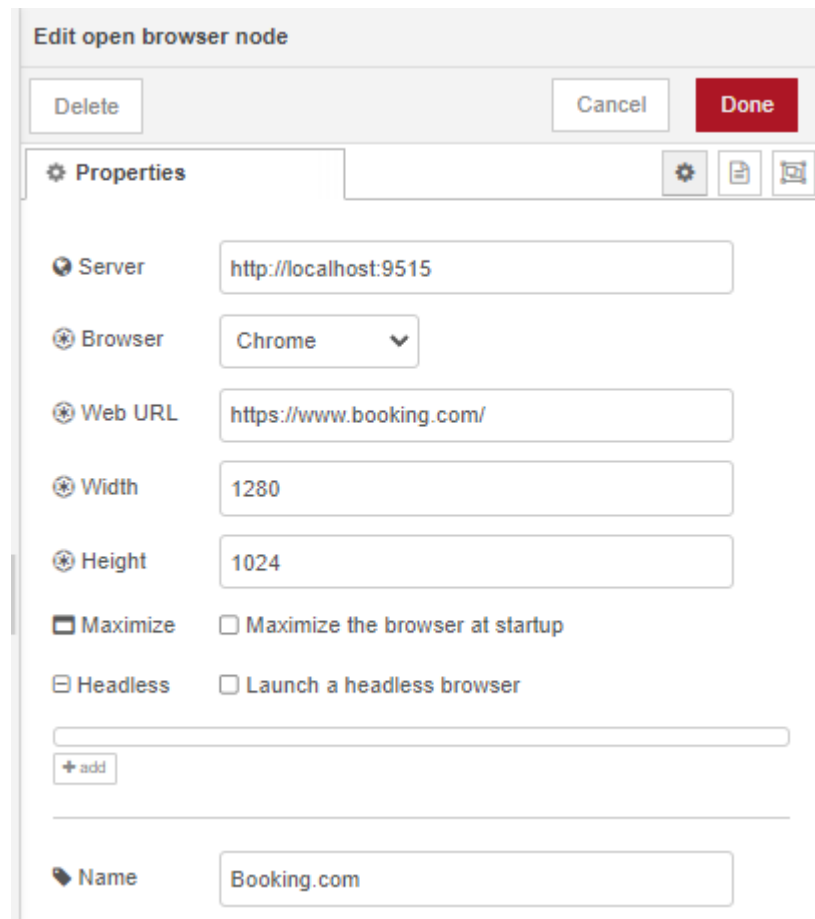 Edit open browser node
Delete Cancel Done
Properties
Server http://localhost:9515
Browser Chrome
Web URL https://www.booking.com/
Width 1280
Height 1024
Maximize Maximize the browser at startup
Headless Launch a headless browser
add
Name Booking.com